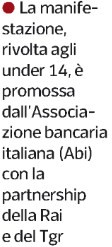 ● La manife-
stazione,
rivolta agli
under 14, è
promossa
dall'Associa-
zione bancaria
italiana (Abi)
con la
partnership
della Rai
e del Tgr